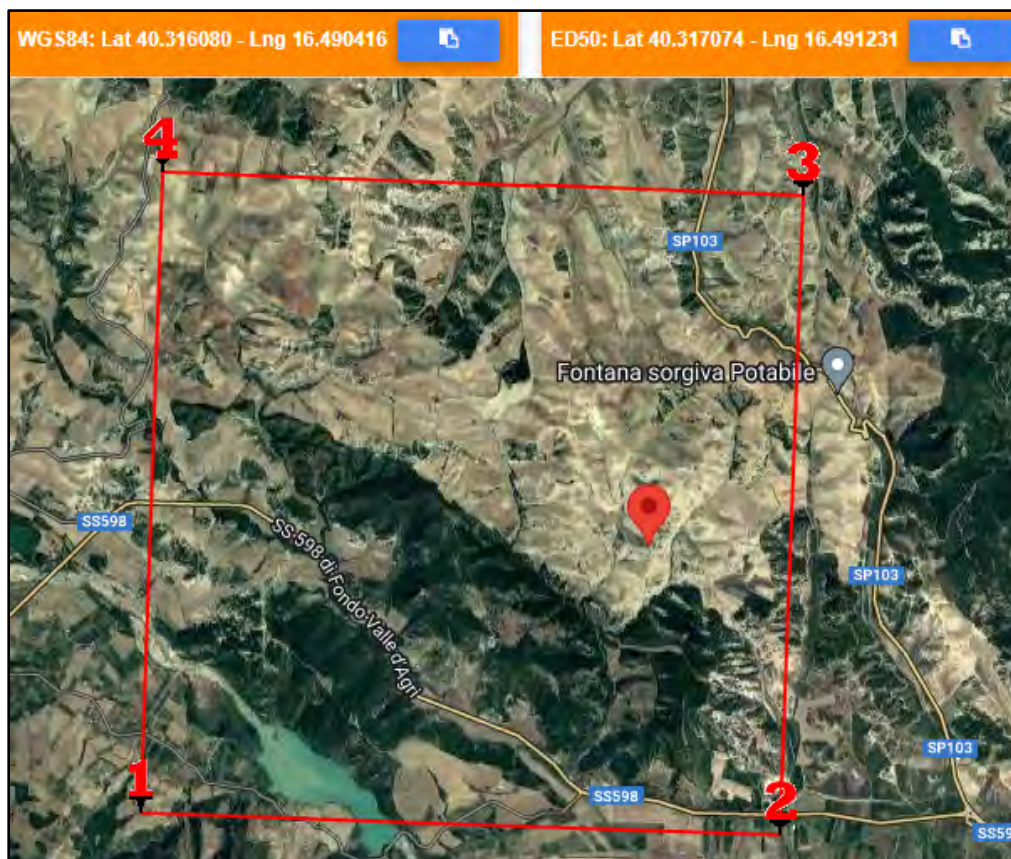 WGS84: Lat 40.316080 - Lng 16.490416
ED50: Lat 40.317074 - Lng 16.491231
4
3
SP103
Fontana sorgiva Potabile
SS598
SS:598 di Fondo Valle d'Agri
SP103
SP103
1
SS598
2
SS59